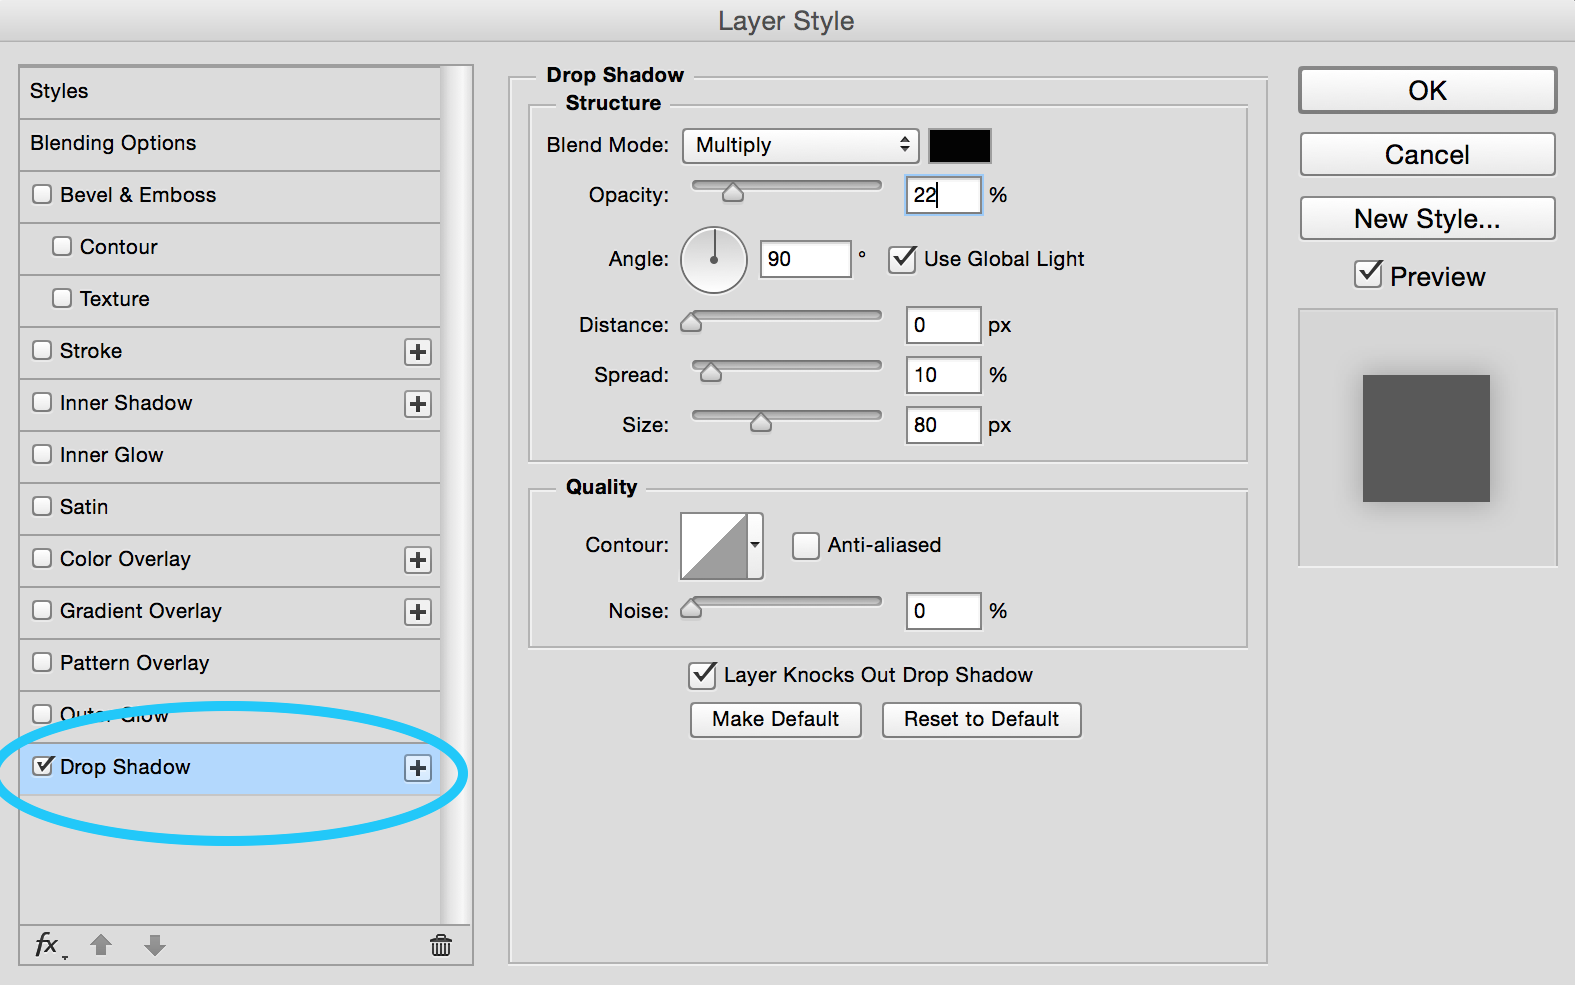 Layer Style
Styles
Blending Options
Bevel & Emboss
Contour
Texture
Stroke
Inner Shadow
Inner Glow
Satin
Color Overlay
Gradient Overlay
Pattern Overlay
Outer Glow
Drop Shadow
fx
Drop Shadow
Structure
Blend Mode: Multiply
Opacity: 22 %
Angle: 90 ° Use Global Light
Distance: 0 px
Spread: 10 %
Size: 80 px
Quality
Contour: Anti-aliased
Noise: 0 %
Layer Knocks Out Drop Shadow
Make Default Reset to Default
OK
Cancel
New Style...
Preview